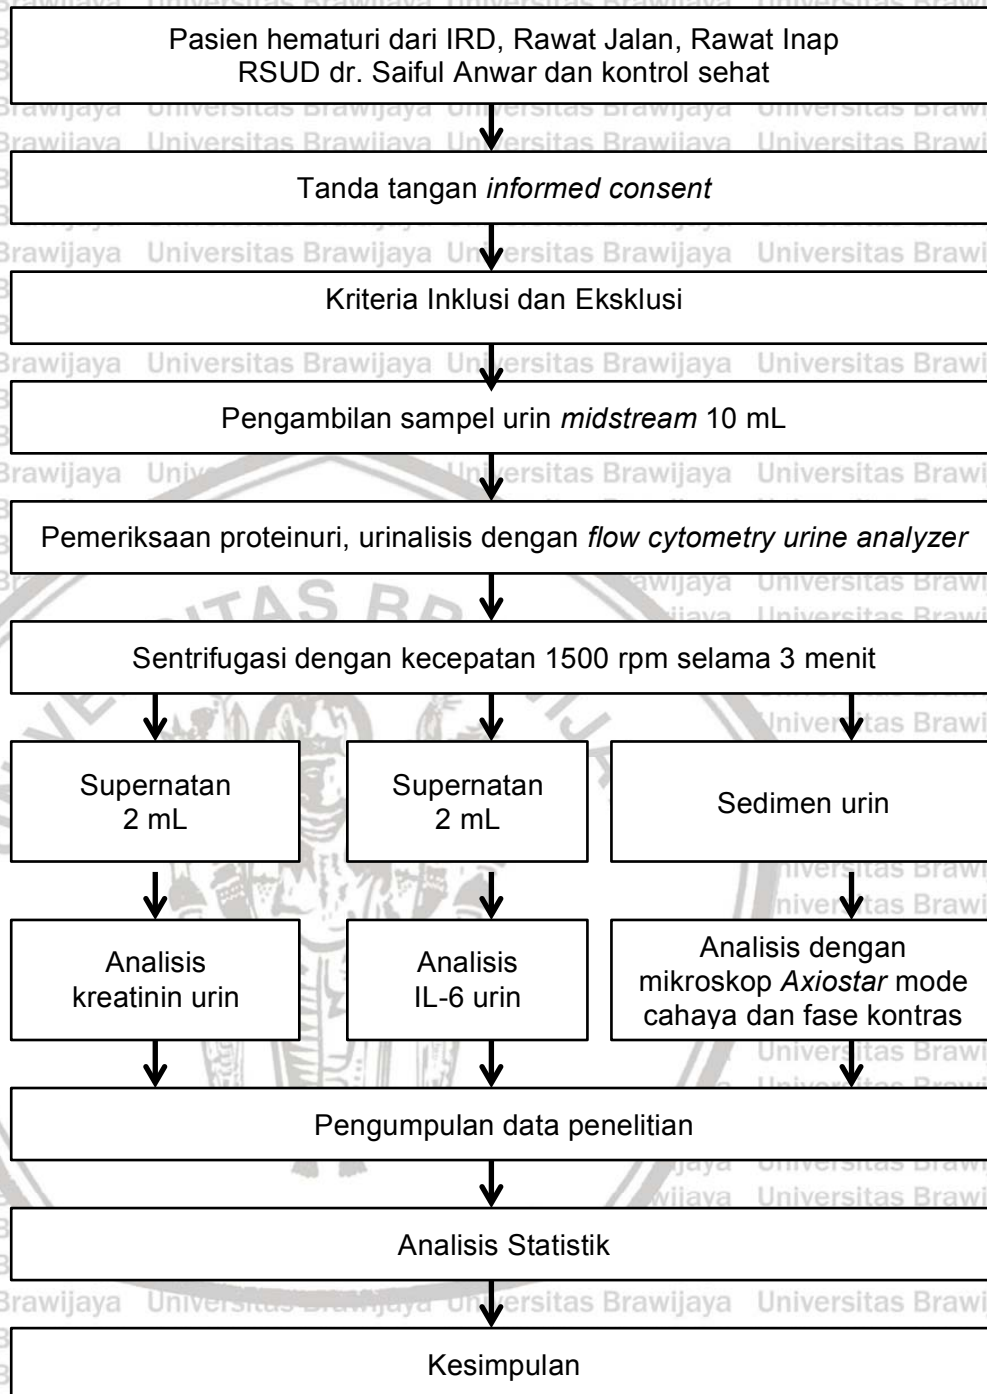 Pasien hematuri dari IRD, Rawat Jalan, Rawat Inap
RSUD dr. Saiful Anwar dan kontrol sehat
Tanda tangan informed consent
Kriteria Inklusi dan Eksklusi
Pengambilan sampel urin midstream 10 mL
Pemeriksaan proteinuri, urinalisis dengan flow cytometry urine analyzer
Sentrifugasi dengan kecepatan 1500 rpm selama 3 menit
Supernatan
2 mL
Supernatan
2 mL
Sedimen urin
Analisis
kreatinin urin
Analisis
IL-6 urin
Analisis dengan
mikroskop Axiostar mode
cahaya dan fase kontras
Pengumpulan data penelitian
Analisis Statistik
Kesimpulan